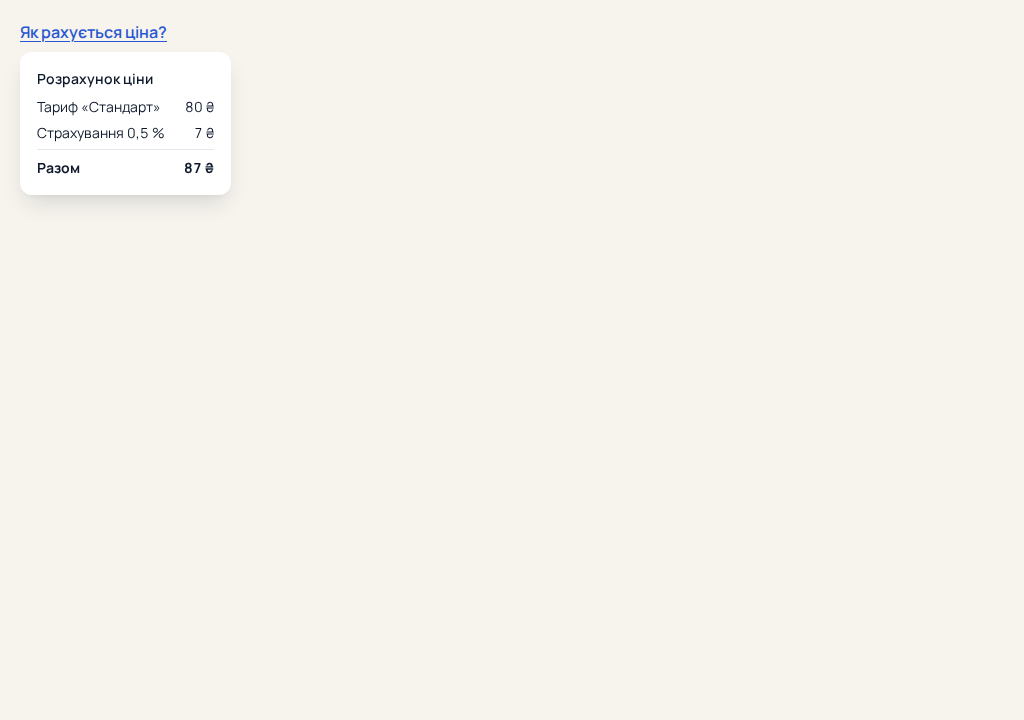 Як рахується ціна?
Розрахунок ціни
Тариф «Стандарт» 80 ₴
Страхування 0,5 % 7 ₴
Разом 87 ₴